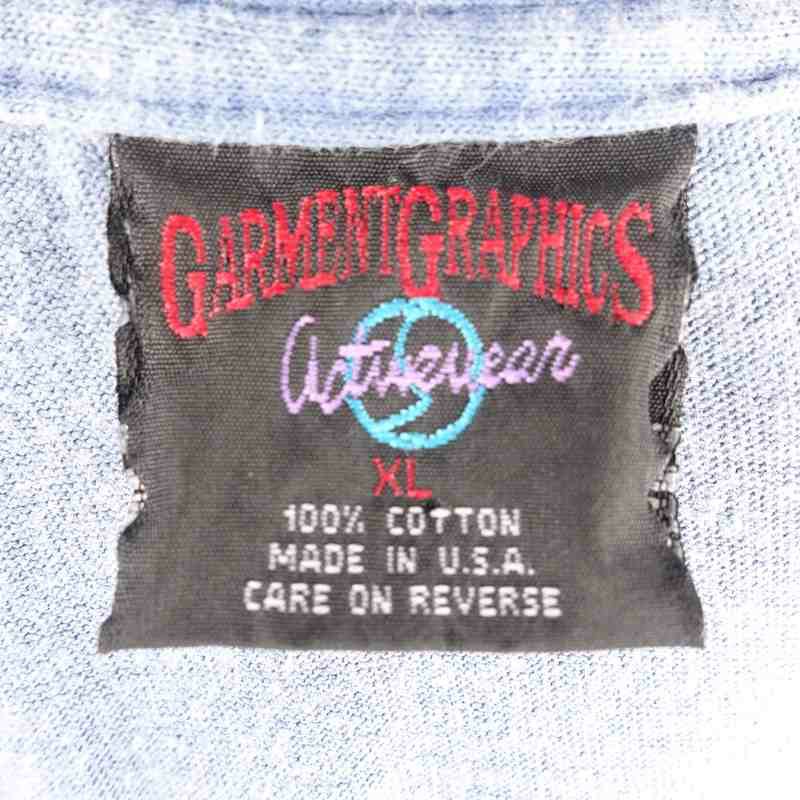 GARMENTGRAPHICS
Activewear
XL
100% COTTON
MADE IN U.S.A.
CARE ON REVERSE